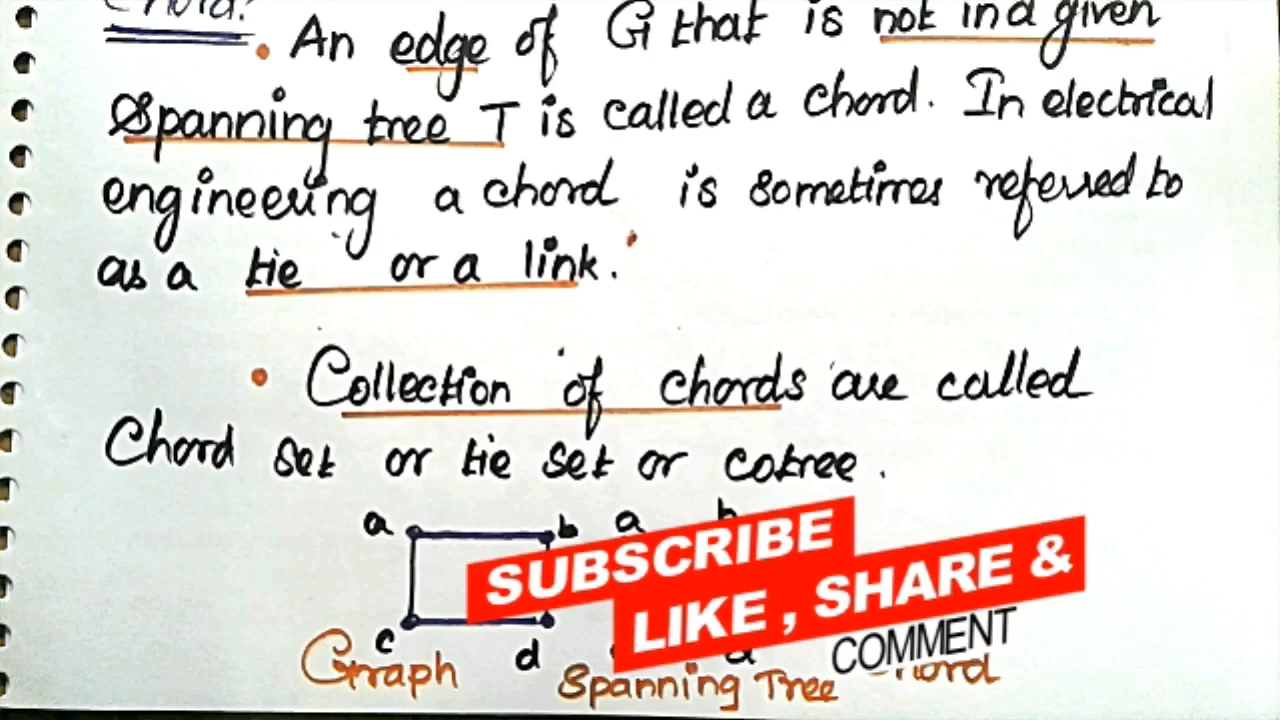 Chord:
• An edge of G that is not in a given
Spanning tree T is called a chord. In electrical
engineering a chord is sometimes referred to
as a tie or a link.
• Collection of chords are called
Chord set or tie set or cotree.
a b a b
SUBSCRIBE
LIKE , SHARE &
COMMENT
c d d
Graph Spanning Tree